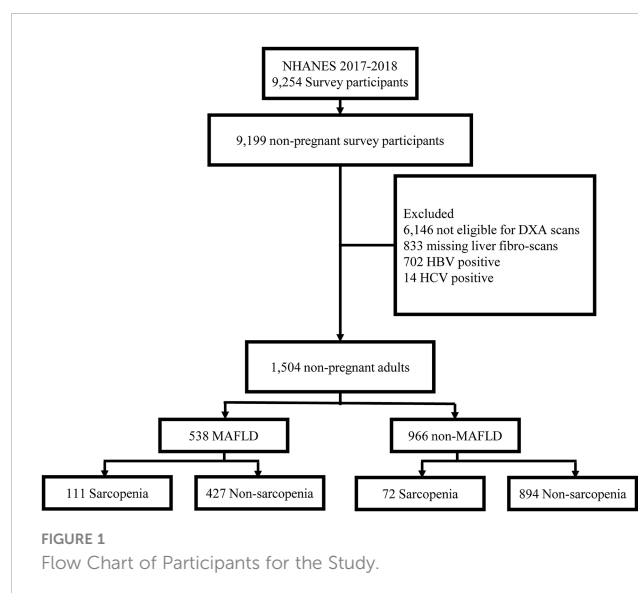 NHANES 2017-2018
9,254 Survey participants
9,199 non-pregnant survey participants
Excluded
6,146 not eligible for DXA scans
833 missing liver fibro-scans
702 HBV positive
14 HCV positive
1,504 non-pregnant adults
538 MAFLD
966 non-MAFLD
111 Sarcopenia
427 Non-sarcopenia
72 Sarcopenia
894 Non-sarcopenia
FIGURE 1
Flow Chart of Participants for the Study.